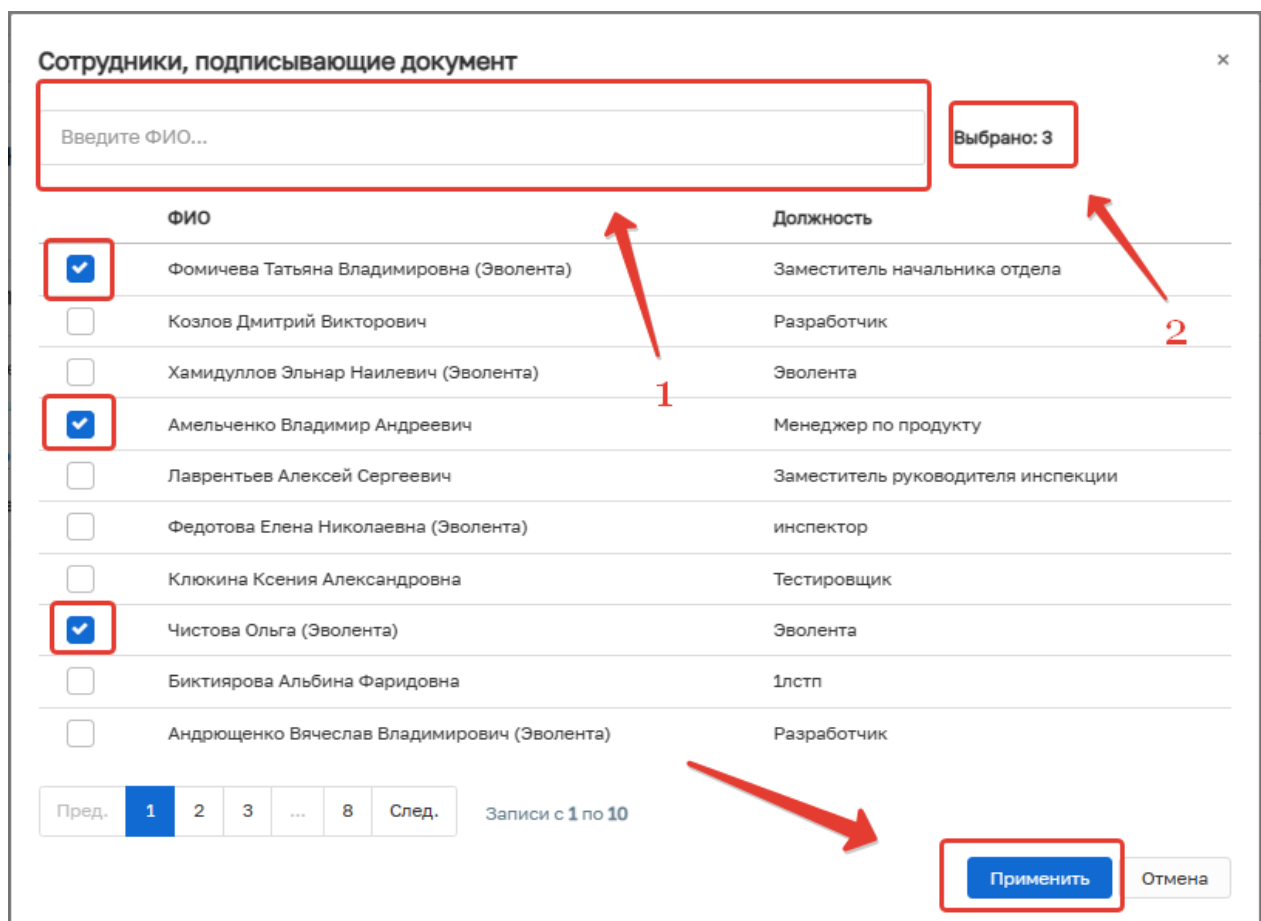 Сотрудники, подписывающие документ ×
Введите ФИО... Выбрано: 3
ФИО Должность
Фомичева Татьяна Владимировна (Эволента) Заместитель начальника отдела
Козлов Дмитрий Викторович Разработчик
2
Хамидуллов Эльнар Наилевич (Эволента) Эволента
1
Амельченко Владимир Андреевич Менеджер по продукту
Лаврентьев Алексей Сергеевич Заместитель руководителя инспекции
Федотова Елена Николаевна (Эволента) инспектор
Клюкина Ксения Александровна Тестировщик
Чистова Ольга (Эволента) Эволента
Биктиярова Альбина Фаридовна 1лстп
Андрющенко Вячеслав Владимирович (Эволента) Разработчик
Пред. 1 2 3 ... 8 След. Записи с 1 по 10
Применить Отмена